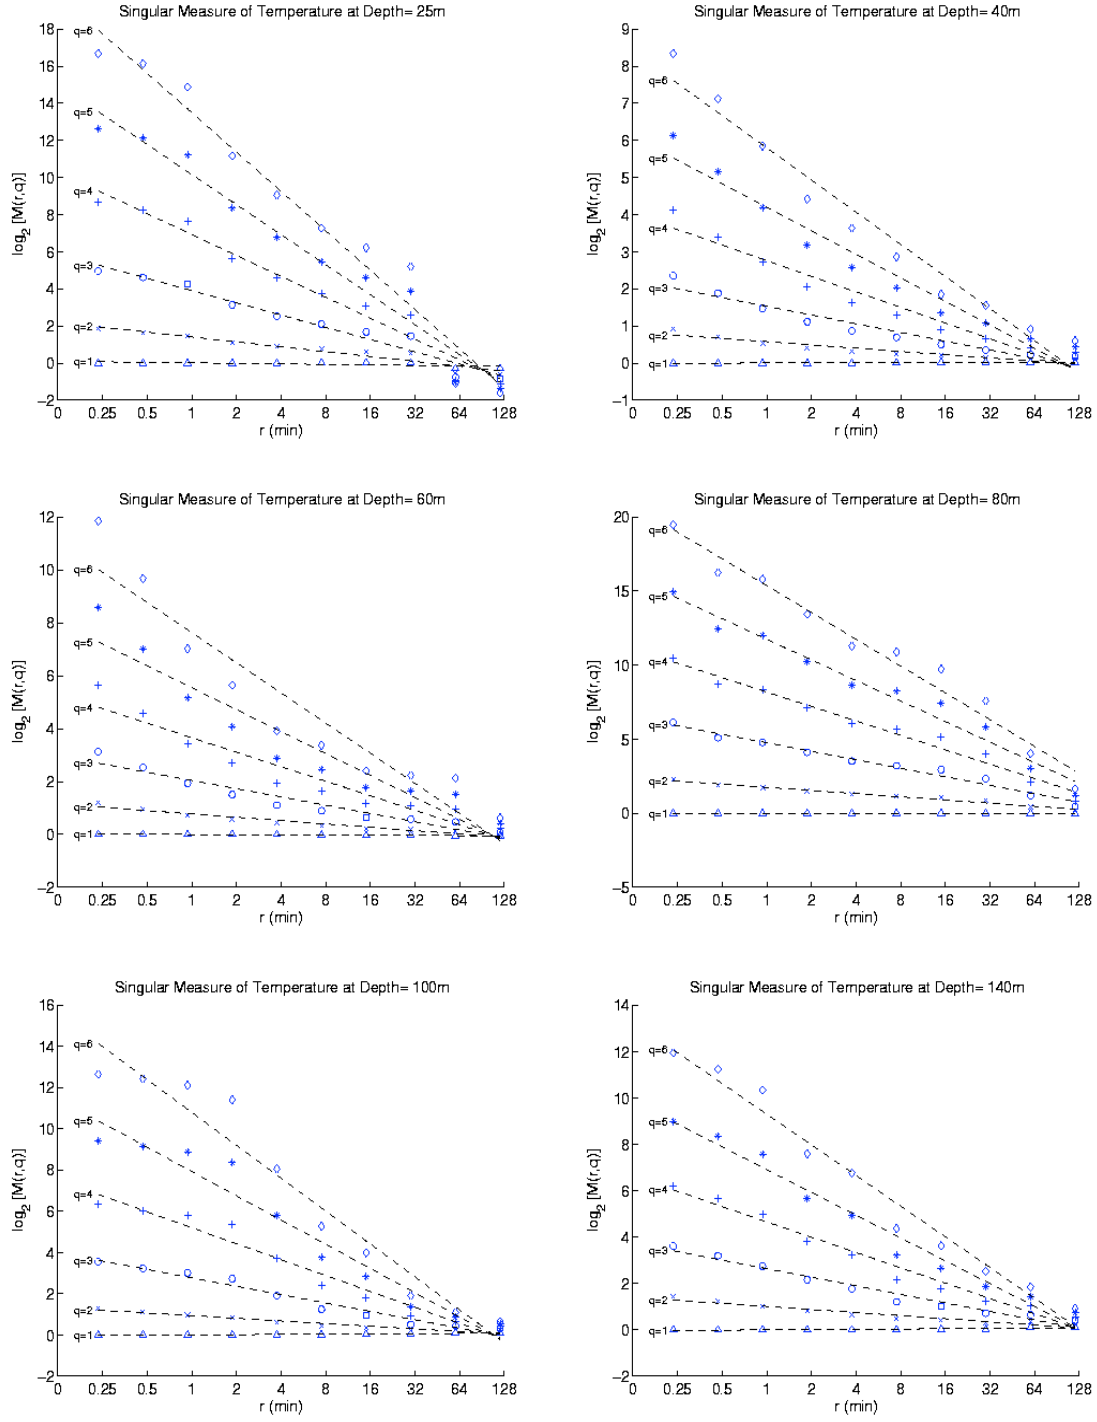 Singular Measure of Temperature at Depth= 25m
18
16
14
12
10
8
6
4
2
0
−2
log2 [M(r,q)]
q=6
q=5
q=4
q=3
q=2
q=1
0 0.25 0.5 1 2 4 8 16 32 64 128
r (min)
Singular Measure of Temperature at Depth= 40m
9
8
7
6
5
4
3
2
1
0
−1
log2 [M(r,q)]
q=6
q=5
q=4
q=3
q=2
q=1
0 0.25 0.5 1 2 4 8 16 32 64 128
r (min)
Singular Measure of Temperature at Depth= 60m
12
10
8
6
4
2
0
−2
log2 [M(r,q)]
q=6
q=5
q=4
q=3
q=2
q=1
0 0.25 0.5 1 2 4 8 16 32 64 128
r (min)
Singular Measure of Temperature at Depth= 80m
20
15
10
5
0
−5
log2 [M(r,q)]
q=6
q=5
q=4
q=3
q=2
q=1
0 0.25 0.5 1 2 4 8 16 32 64 128
r (min)
Singular Measure of Temperature at Depth= 100m
16
14
12
10
8
6
4
2
0
−2
log2 [M(r,q)]
q=6
q=5
q=4
q=3
q=2
q=1
0 0.25 0.5 1 2 4 8 16 32 64 128
r (min)
Singular Measure of Temperature at Depth= 140m
14
12
10
8
6
4
2
0
−2
log2 [M(r,q)]
q=6
q=5
q=4
q=3
q=2
q=1
0 0.25 0.5 1 2 4 8 16 32 64 128
r (min)